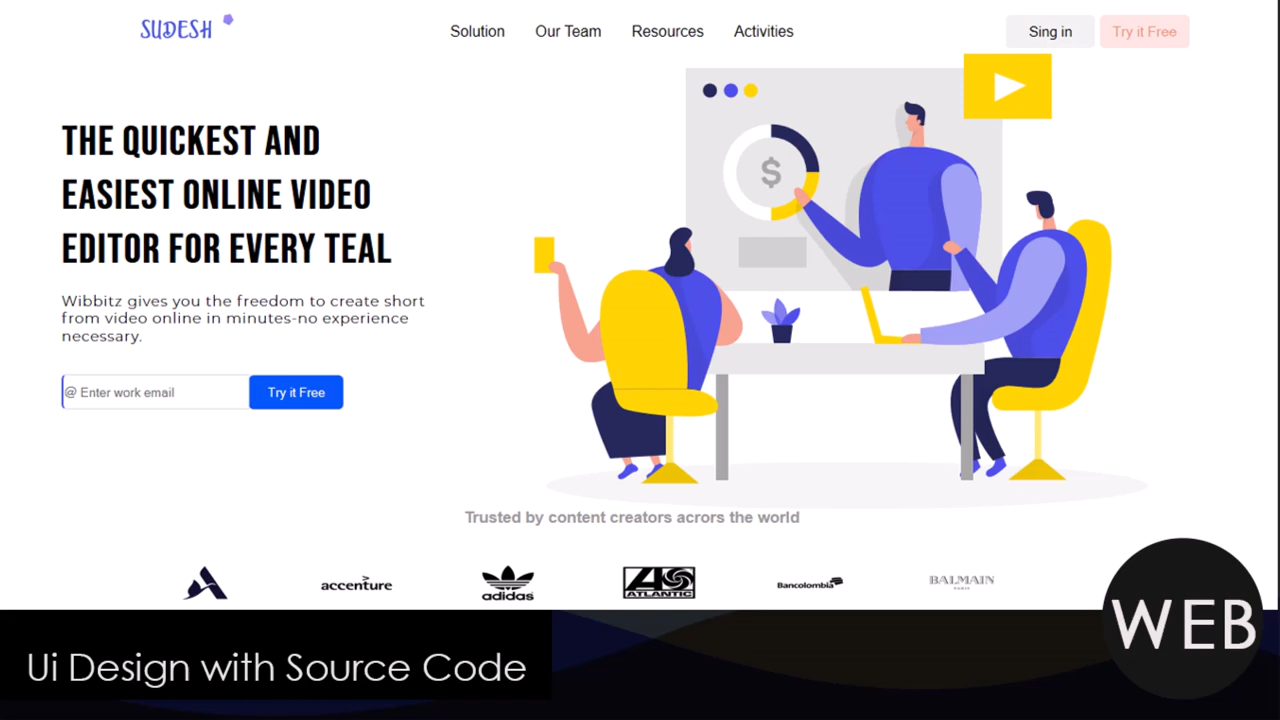 SUDESH
Solution Our Team Resources Activities
Sing in Try it Free
THE QUICKEST AND
EASIEST ONLINE VIDEO
EDITOR FOR EVERY TEAL
Wibbitz gives you the freedom to create short
from video online in minutes-no experience
necessary.
@ Enter work email Try it Free
$
Trusted by content creators acrors the world
accenture adidas ATLANTIC Bancolombia BALMAIN
PARIS
WEB
Ui Design with Source Code